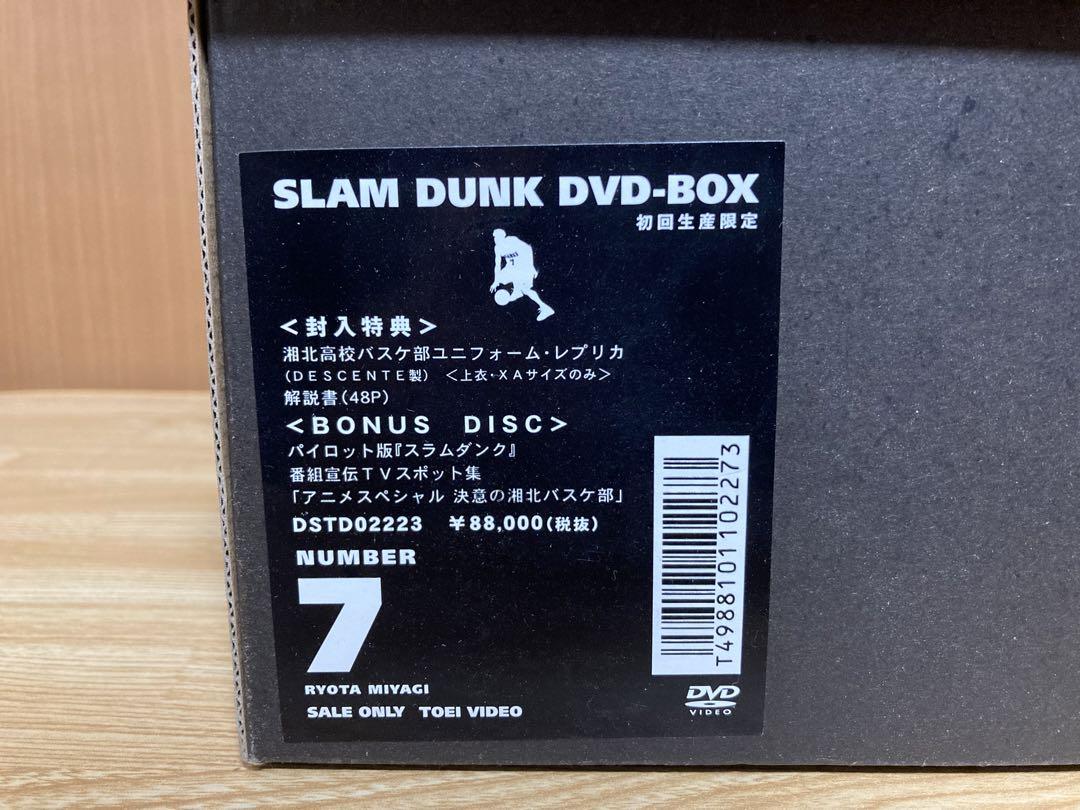 SLAM DUNK DVD-BOX
初回生産限定
7
<封入特典>
湘北高校バスケ部ユニフォーム・レプリカ
(DESCENTE製) <上衣・XAサイズのみ>
解説書(48P)
<BONUS DISC>
パイロット版『スラムダンク』
番組宣伝TVスポット集
「アニメスペシャル 決意の湘北バスケ部」
DSTD02223 ¥88,000(税抜)
NUMBER
7
RYOTA MIYAGI
SALE ONLY TOEI VIDEO
T4988101102273
DVD
VIDEO